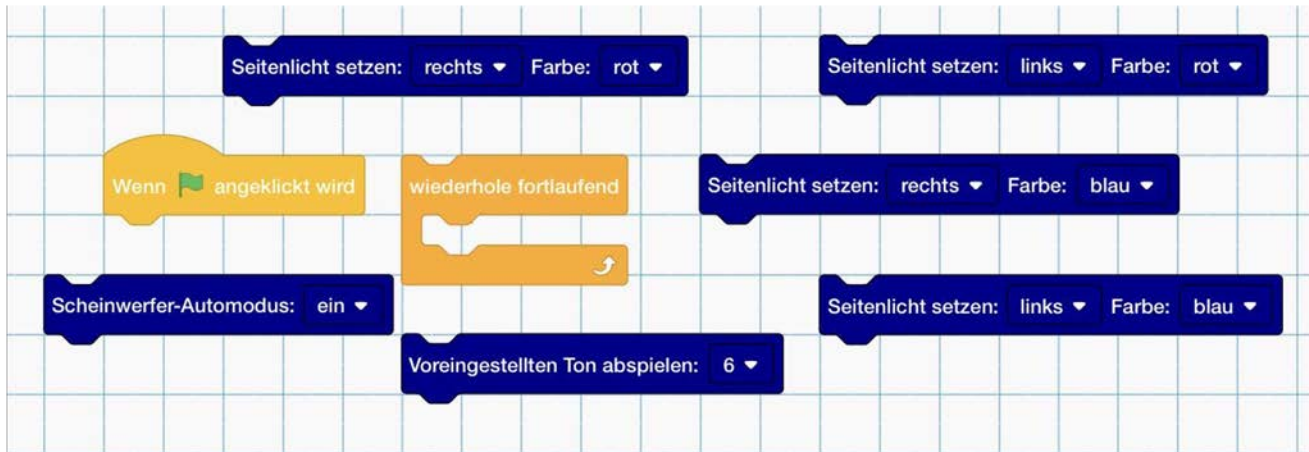 Seitenlicht setzen: rechts Farbe: rot
Seitenlicht setzen: links Farbe: rot
Wenn angeklickt wird
wiederhole fortlaufend
Seitenlicht setzen: rechts Farbe: blau
Scheinwerfer-Automodus: ein
Seitenlicht setzen: links Farbe: blau
Voreingestellten Ton abspielen: 6